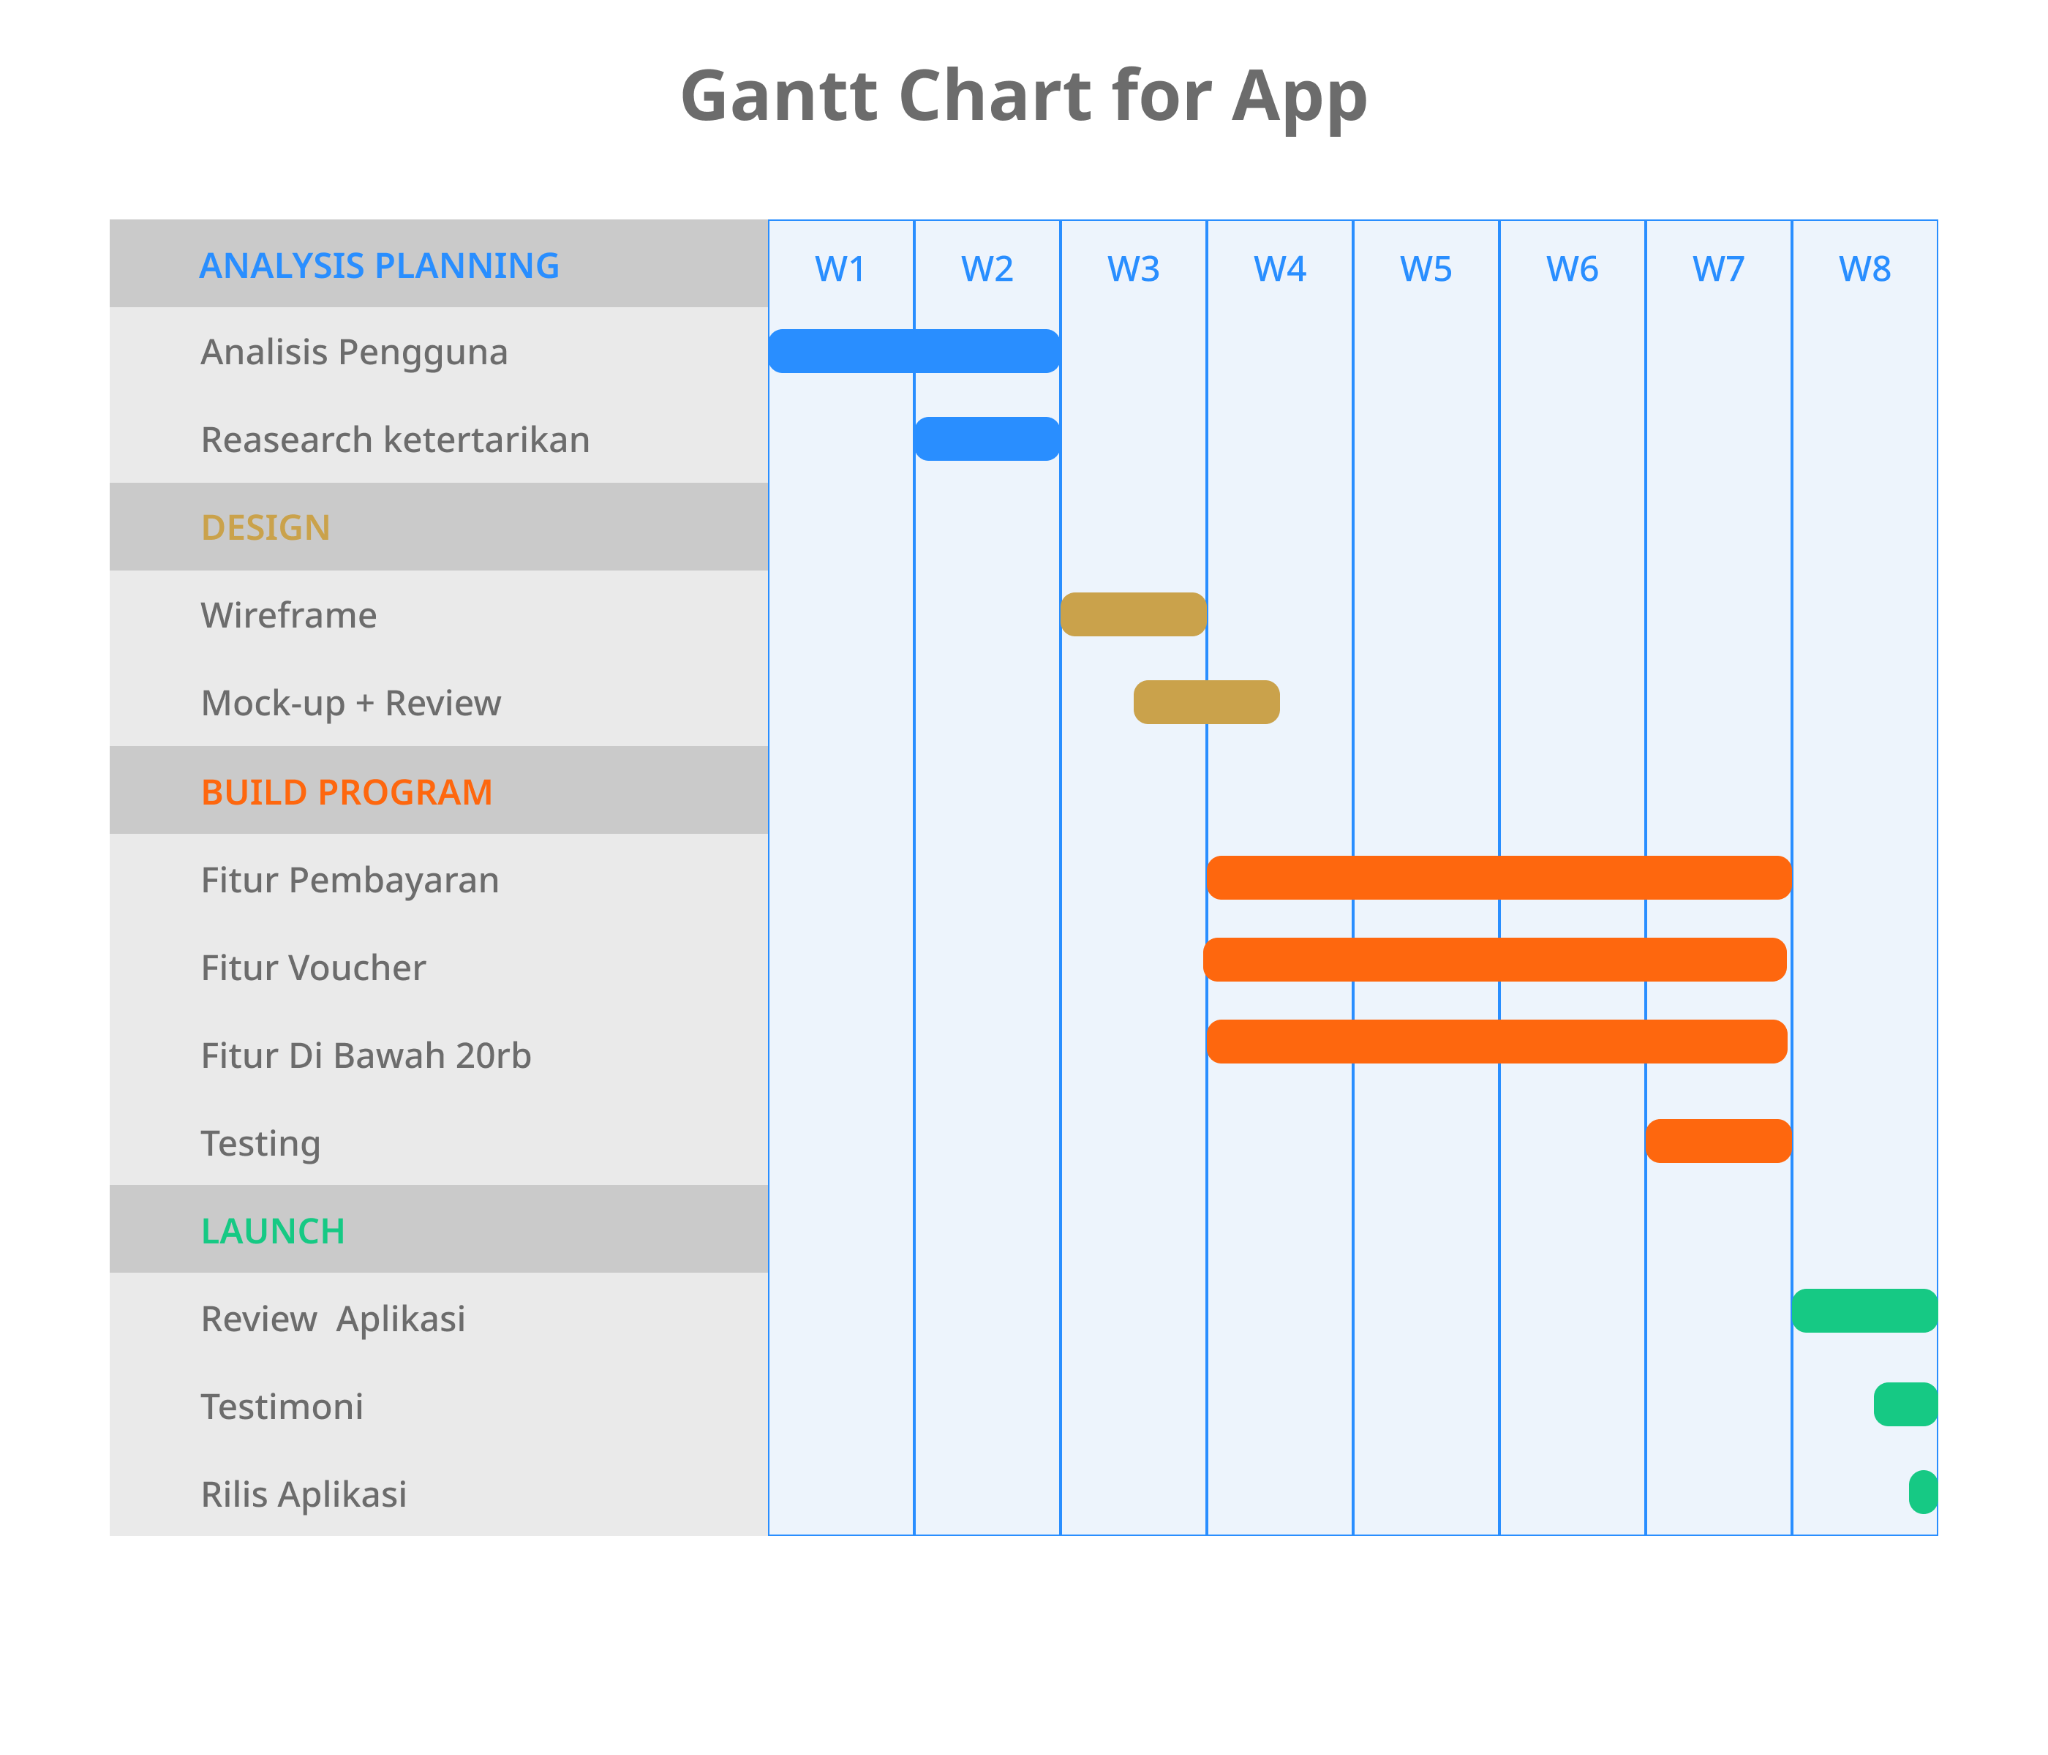 Gantt Chart for App
ANALYSIS PLANNING W1 W2 W3 W4 W5 W6 W7 W8
Analisis Pengguna
Reasearch ketertarikan
DESIGN
Wireframe
Mock-up + Review
BUILD PROGRAM
Fitur Pembayaran
Fitur Voucher
Fitur Di Bawah 20rb
Testing
LAUNCH
Review  Aplikasi
Testimoni
Rilis Aplikasi